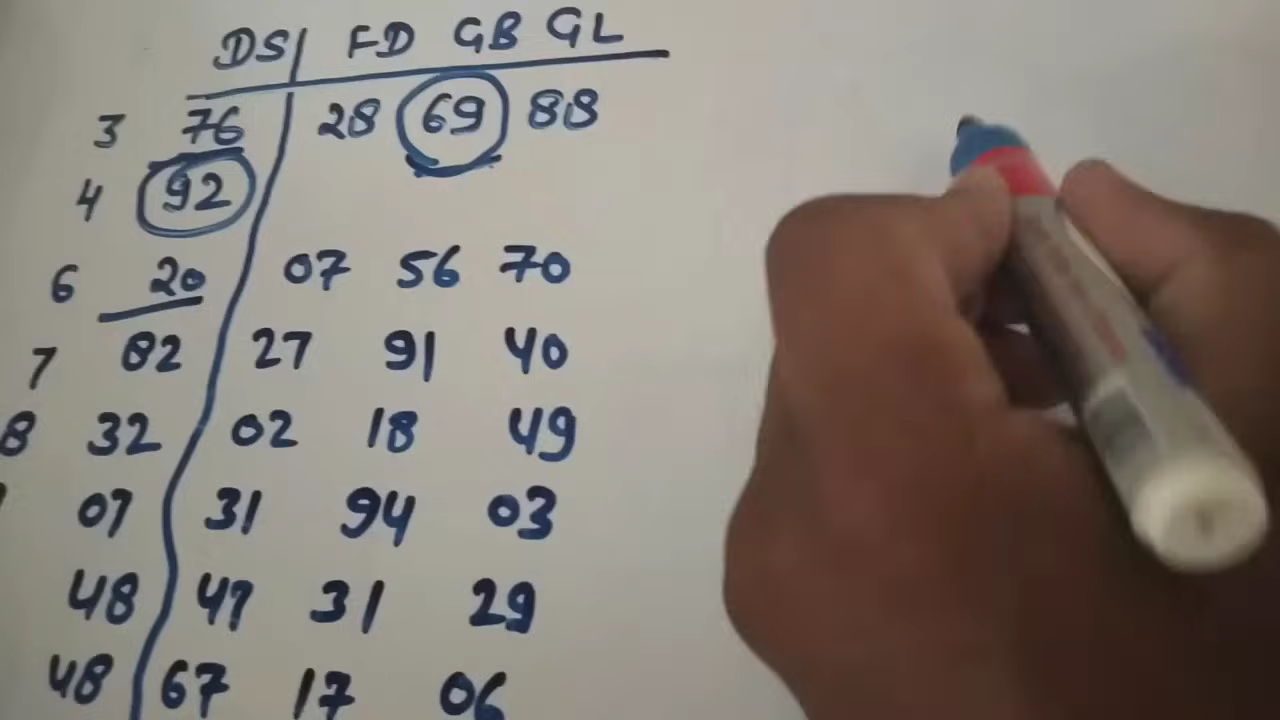 DS FD GB GL
3 76 28 69 88
4 92
6 20 07 56 70
7 82 27 91 40
8 32 02 18 49
07 31 94 03
48 47 31 29
48 67 17 06